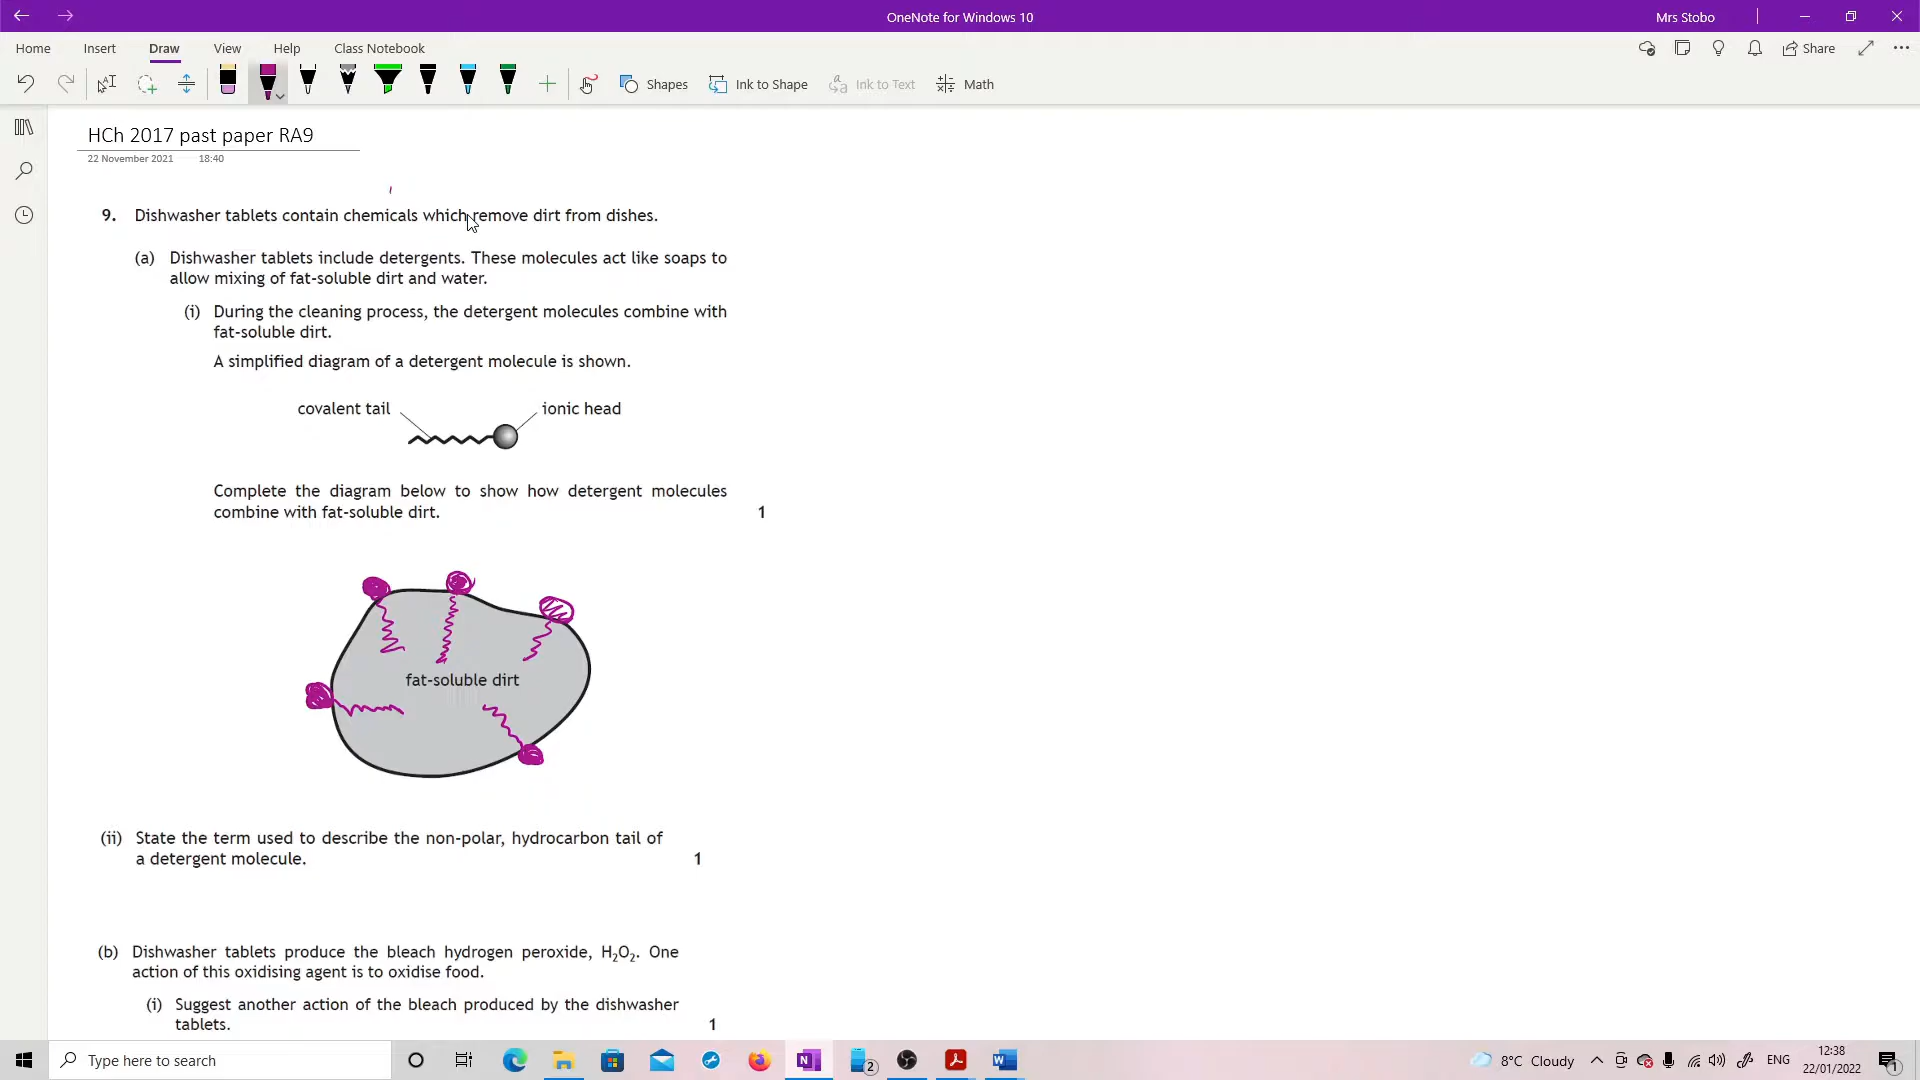 OneNote for Windows 10
Mrs Stobo
Home Insert Draw View Help Class Notebook
Share
Shapes Ink to Shape Ink to Text Math
HCh 2017 past paper RA9
22 November 2021 18:40
9. Dishwasher tablets contain chemicals which remove dirt from dishes.
(a) Dishwasher tablets include detergents. These molecules act like soaps to
allow mixing of fat-soluble dirt and water.
(i) During the cleaning process, the detergent molecules combine with
fat-soluble dirt.
A simplified diagram of a detergent molecule is shown.
covalent tail ionic head
Complete the diagram below to show how detergent molecules
combine with fat-soluble dirt. 1
fat-soluble dirt
(ii) State the term used to describe the non-polar, hydrocarbon tail of
a detergent molecule. 1
(b) Dishwasher tablets produce the bleach hydrogen peroxide, H₂O₂. One
action of this oxidising agent is to oxidise food.
(i) Suggest another action of the bleach produced by the dishwasher
tablets. 1
Type here to search
2
8°C Cloudy
ENG
12:38
22/01/2022
1